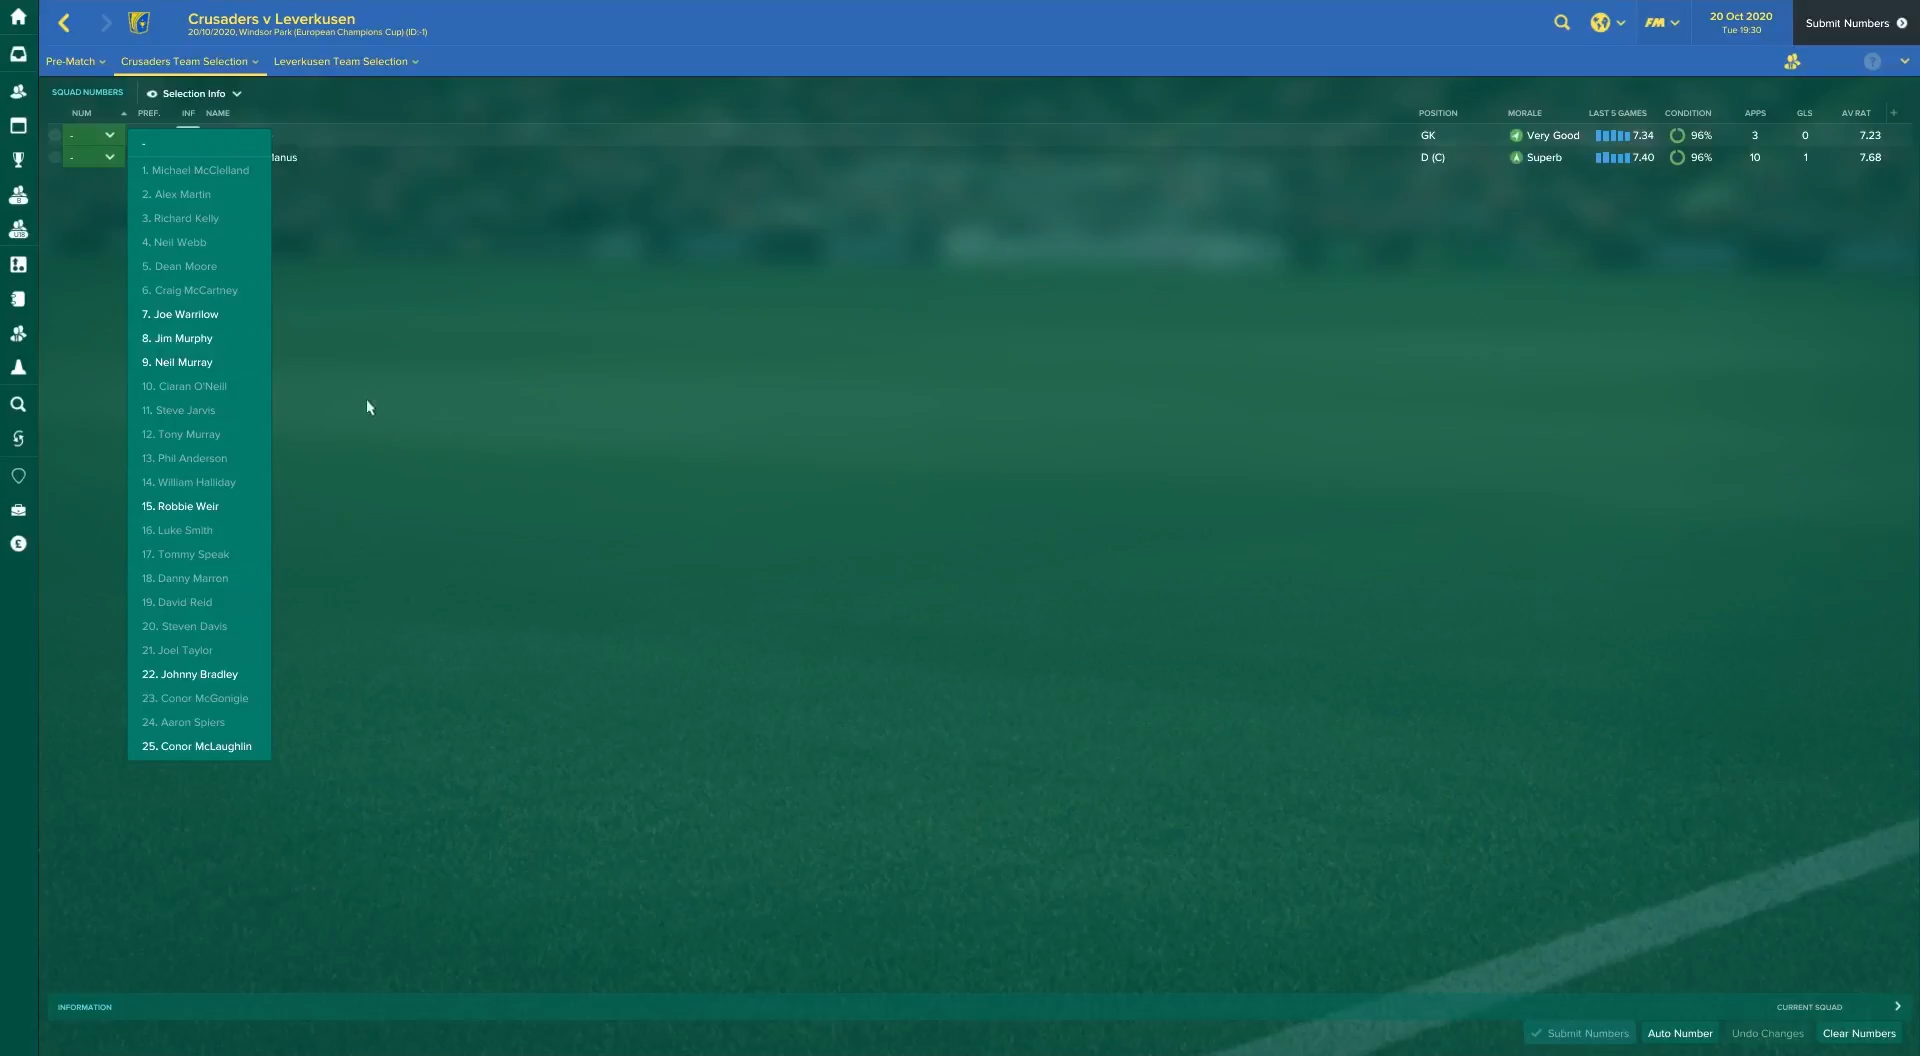 Crusaders v Leverkusen
20/10/2020, Windsor Park (European Champions Cup) (ID:-1)
FM
20 Oct 2020
Tue 19:30
Submit Numbers
Pre-Match
Crusaders Team Selection
Leverkusen Team Selection
?
SQUAD NUMBERS
Selection Info
NUM PREF. INF NAME POSITION MORALE LAST 5 GAMES CONDITION APPS GLS AV RAT +
- GK Very Good 7.34 96% 3 0 7.23
- Manus D (C) Superb 7.40 96% 10 1 7.68
-
1. Michael McClelland
2. Alex Martin
3. Richard Kelly
4. Neil Webb
5. Dean Moore
6. Craig McCartney
7. Joe Warrilow
8. Jim Murphy
9. Neil Murray
10. Ciaran O'Neill
11. Steve Jarvis
12. Tony Murray
13. Phil Anderson
14. William Halliday
15. Robbie Weir
16. Luke Smith
17. Tommy Speak
18. Danny Marron
19. David Reid
20. Steven Davis
21. Joel Taylor
22. Johnny Bradley
23. Conor McGonigle
24. Aaron Spiers
25. Conor McLaughlin
B
U18
£
INFORMATION
CURRENT SQUAD
Submit Numbers
Auto Number
Undo Changes
Clear Numbers